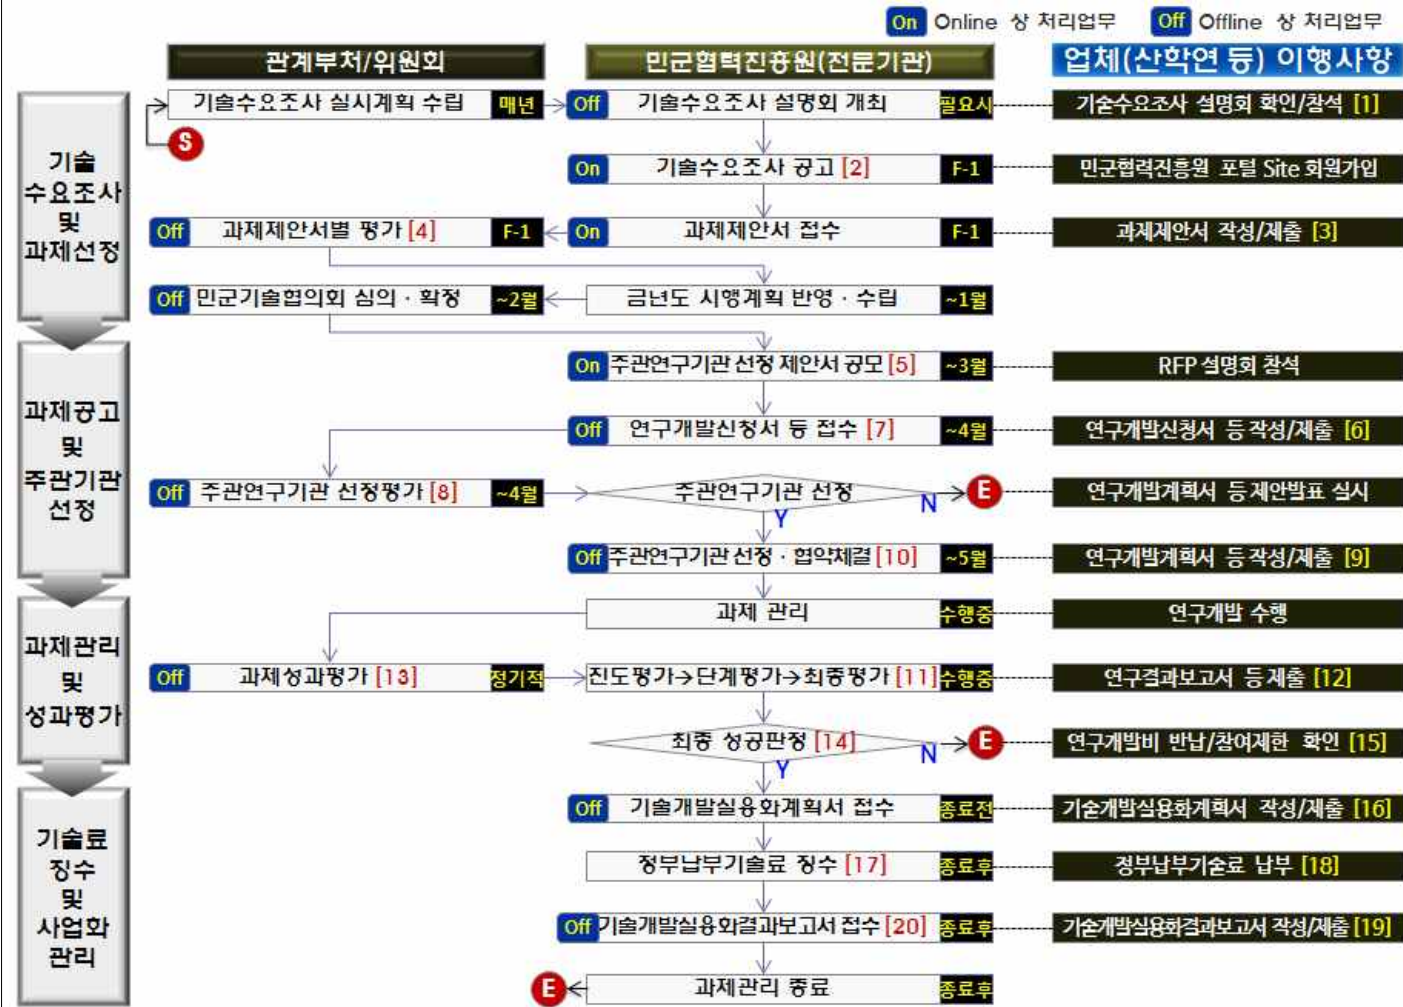 On Online 상 처리업무 Off Offline 상 처리업무
관계부처/위원회 민군협력진흥원(전문기관) 업체(산학연 등) 이행사항
기술
수요조사
및
과제선정
기술수요조사 실시계획 수립 매년 Off 기술수요조사 설명회 개최 필요시 기술수요조사 설명회 확인/참석 [1]
S
On 기술수요조사 공고 [2] F-1 민군협력진흥원 포털 Site 회원가입
Off 과제제안서별 평가 [4] F-1 On 과제제안서 접수 F-1 과제제안서 작성/제출 [3]
Off 민군기술협의회 심의 · 확정 ~2월 금년도 시행계획 반영 · 수립 ~1월
과제공고
및
주관기관
선정
On 주관연구기관 선정 제안서 공모 [5] ~3월 RFP 설명회 참석
Off 연구개발신청서 등 접수 [7] ~4월 연구개발신청서 등 작성/제출 [6]
Off 주관연구기관 선정평가 [8] ~4월 주관연구기관 선정 N E 연구개발계획서 등 제안발표 실시
Y
Off 주관연구기관 선정 · 협약체결 [10] ~5월 연구개발계획서 등 작성/제출 [9]
과제관리
및
성과평가
과제 관리 수행중 연구개발 수행
Off 과제성과평가 [13] 정기적 진도평가→단계평가→최종평가 [11] 수행중 연구결과보고서 등 제출 [12]
최종 성공판정 [14] N E 연구개발비 반납/참여제한 확인 [15]
Y
기술료
징수
및
사업화
관리
Off 기술개발실용화계획서 접수 종료전 기술개발실용화계획서 작성/제출 [16]
정부납부기술료 징수 [17] 종료후 정부납부기술료 납부 [18]
Off 기술개발실용화결과보고서 접수 [20] 종료후 기술개발실용화결과보고서 작성/제출 [19]
E 과제관리 종료 종료후